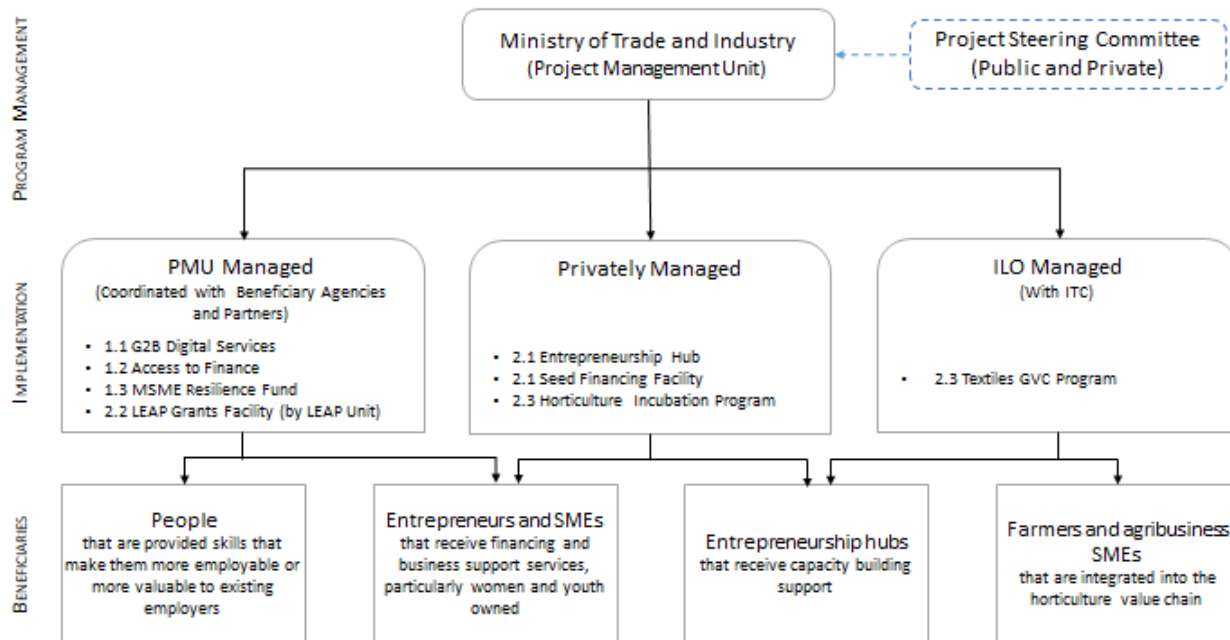 PROGRAM MANAGEMENT
Ministry of Trade and Industry
(Project Management Unit)
Project Steering Committee
(Public and Private)
IMPLEMENTATION
PMU Managed
(Coordinated with Beneficiary Agencies
and Partners)
▪ 1.1 G2B Digital Services
▪ 1.2 Access to Finance
▪ 1.3 MSME Resilience Fund
▪ 2.2 LEAP Grants Facility (by LEAP Unit)
Privately Managed
▪ 2.1 Entrepreneurship Hub
▪ 2.1 Seed Financing Facility
▪ 2.3 Horticulture Incubation Program
ILO Managed
(With ITC)
▪ 2.3 Textiles GVC Program
BENEFICIARIES
People
that are provided skills that
make them more employable or
more valuable to existing
employers
Entrepreneurs and SMEs
that receive financing and
business support services,
particularly women and youth
owned
Entrepreneurship hubs
that receive capacity building
support
Farmers and agribusiness
SMEs
that are integrated into the
horticulture value chain